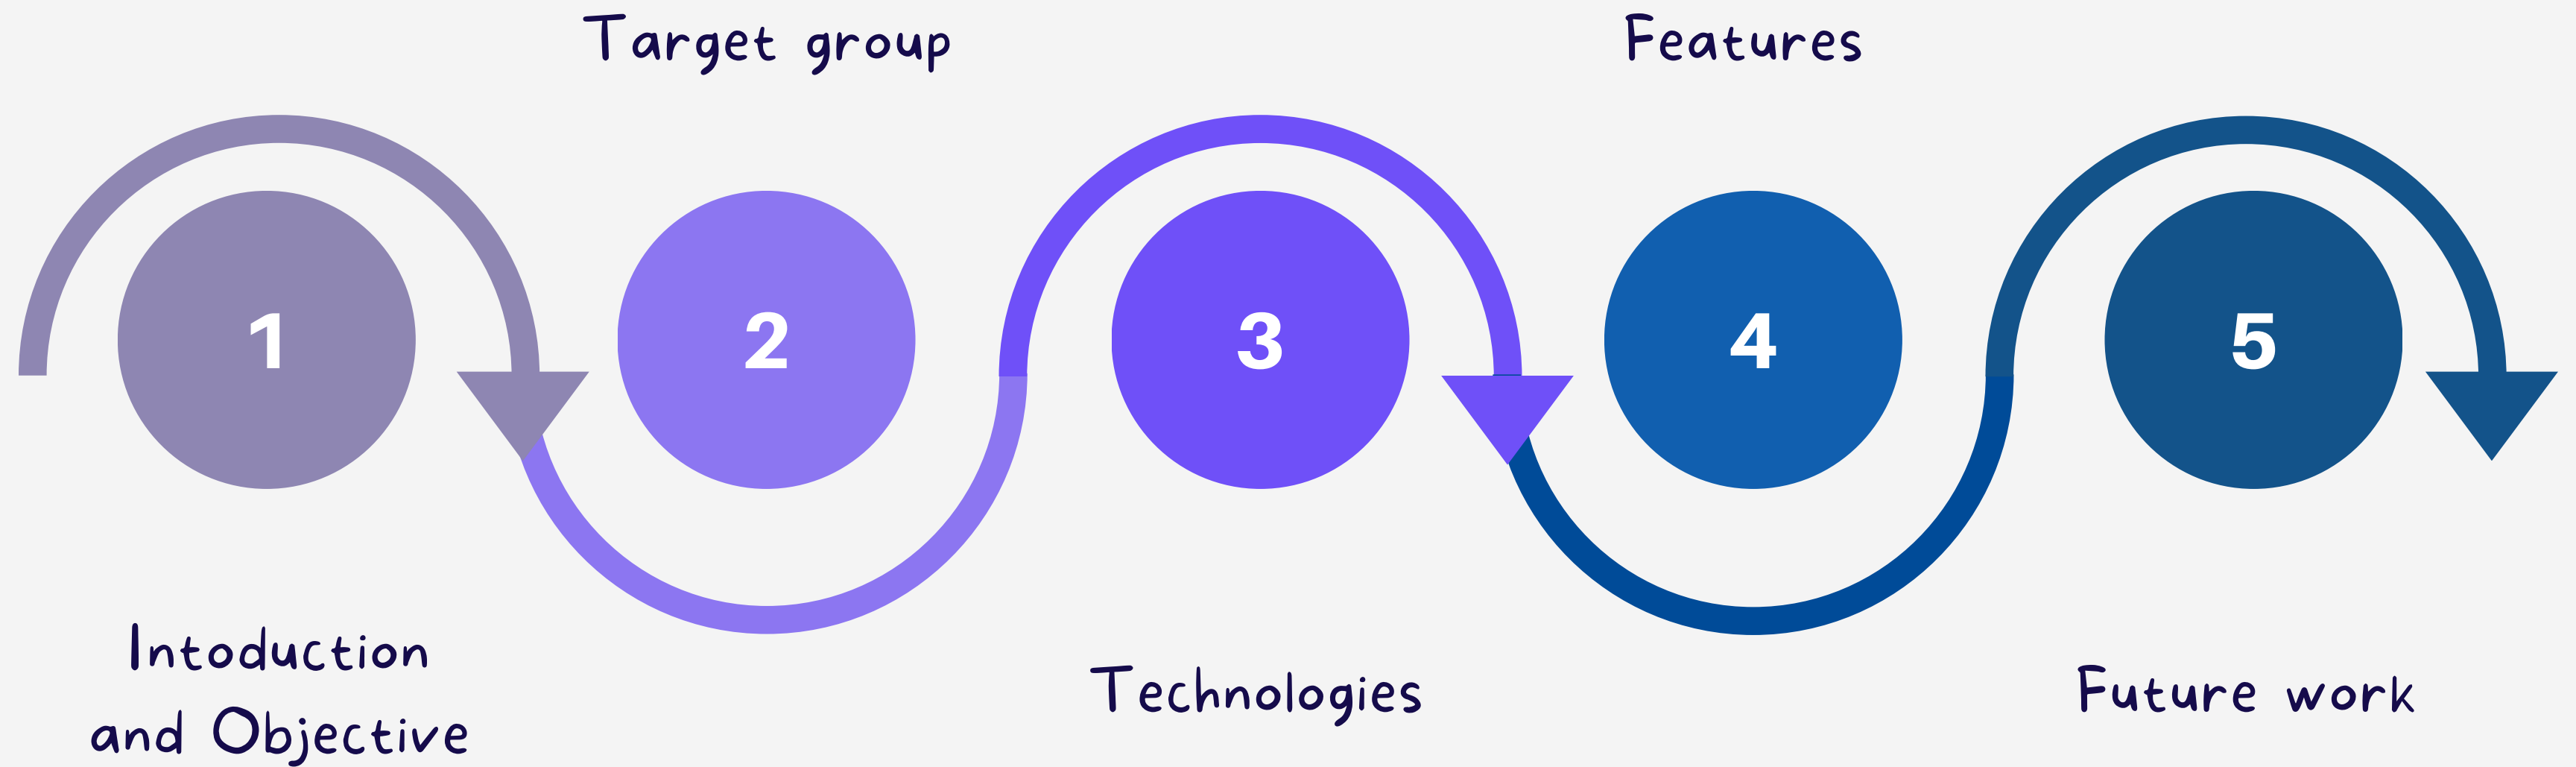 Target group
Features
1
2
3
4
5
Intoduction
and Objective
Technologies
Future work